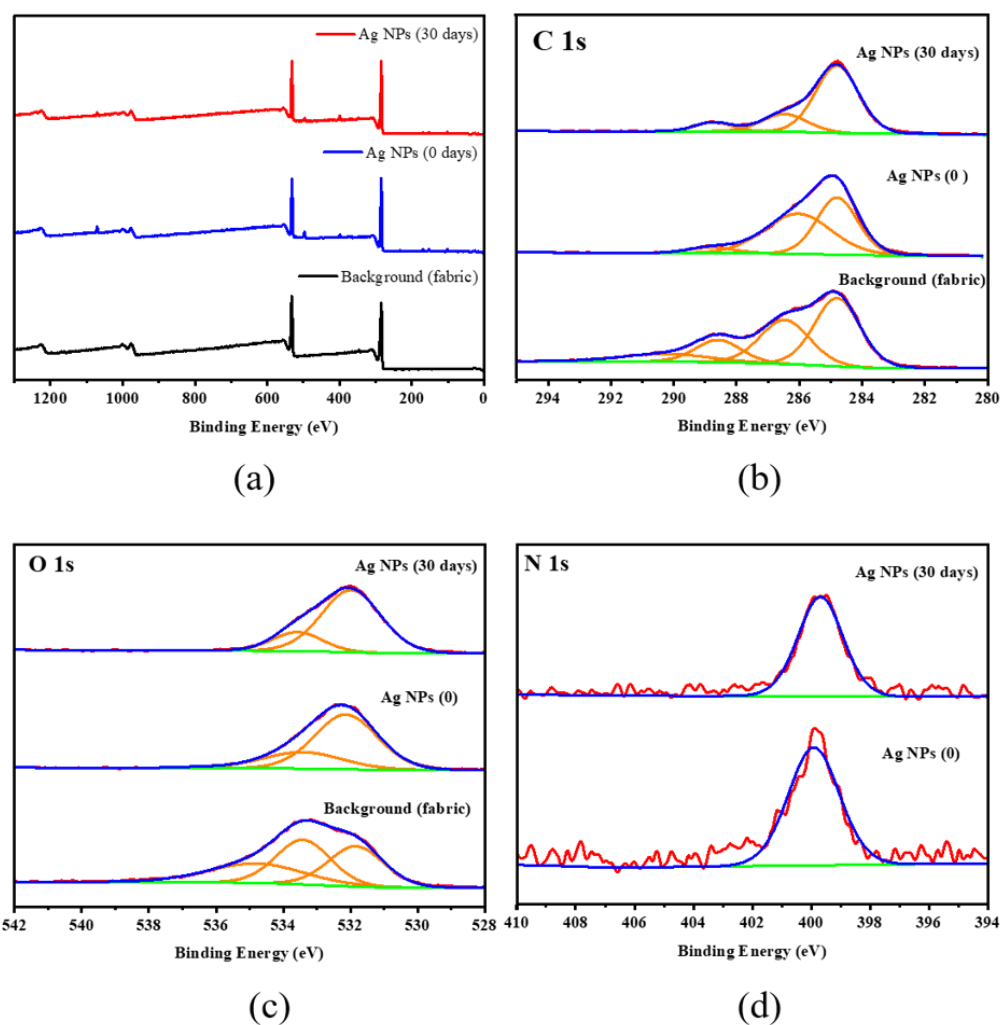 Ag NPs (30 days)
Ag NPs (0 days)
Background (fabric)
1200 1000 800 600 400 200 0
Binding Energy (eV)
(a)
C 1s
Ag NPs (30 days)
Ag NPs (0 )
Background (fabric)
294 292 290 288 286 284 282 280
Binding Energy (eV)
(b)
O 1s
Ag NPs (30 days)
Ag NPs (0)
Background (fabric)
542 540 538 536 534 532 530 528
Binding Energy (eV)
(c)
N 1s
Ag NPs (30 days)
Ag NPs (0)
410 408 406 404 402 400 398 396 394
Binding Energy (eV)
(d)